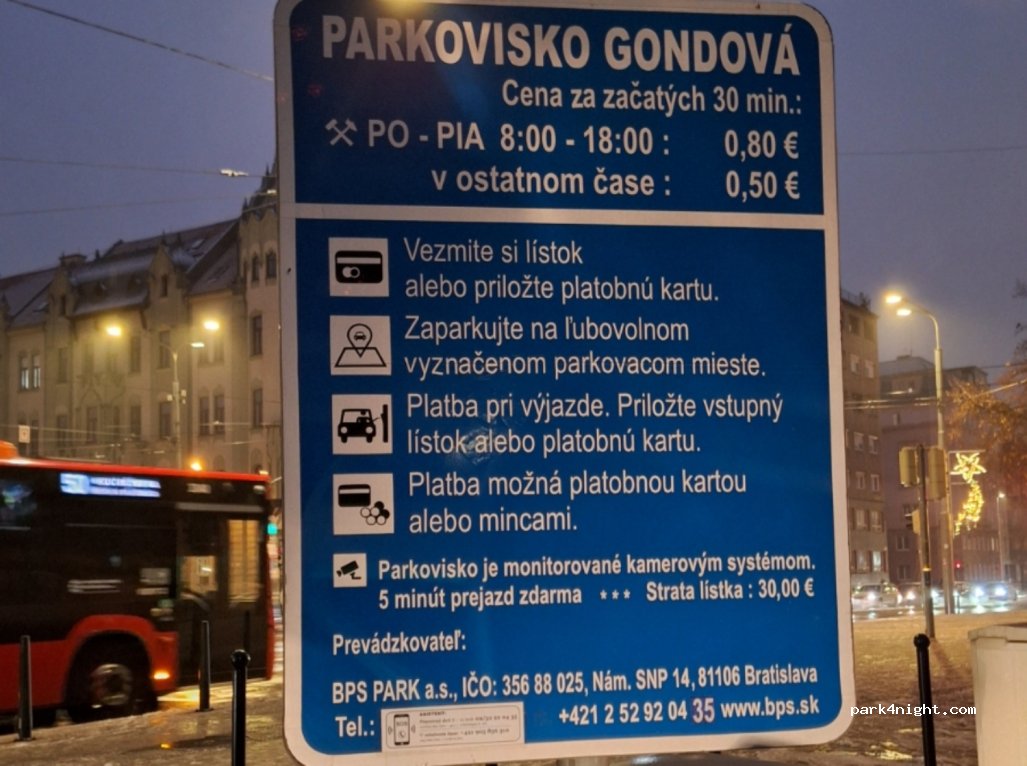 PARKOVISKO GONDOVÁ
Cena za začatých 30 min.:
PO - PIA 8:00 - 18:00 : 0,80 €
v ostatnom čase : 0,50 €
Vezmite si lístok
alebo priložte platobnú kartu.
Zaparkujte na ľubovolnom
vyznačenom parkovacom mieste.
Platba pri výjazde. Priložte vstupný
lístok alebo platobnú kartu.
Platba možná platobnou kartou
alebo mincami.
Parkovisko je monitorované kamerovým systémom.
5 minút prejazd zdarma *** Strata lístka : 30,00 €
Prevádzkovateľ:
BPS PARK a.s., IČO: 356 88 025, Nám. SNP 14, 81106 Bratislava
Tel.: +421 2 52 92 04 35 www.bps.sk
park4night.com